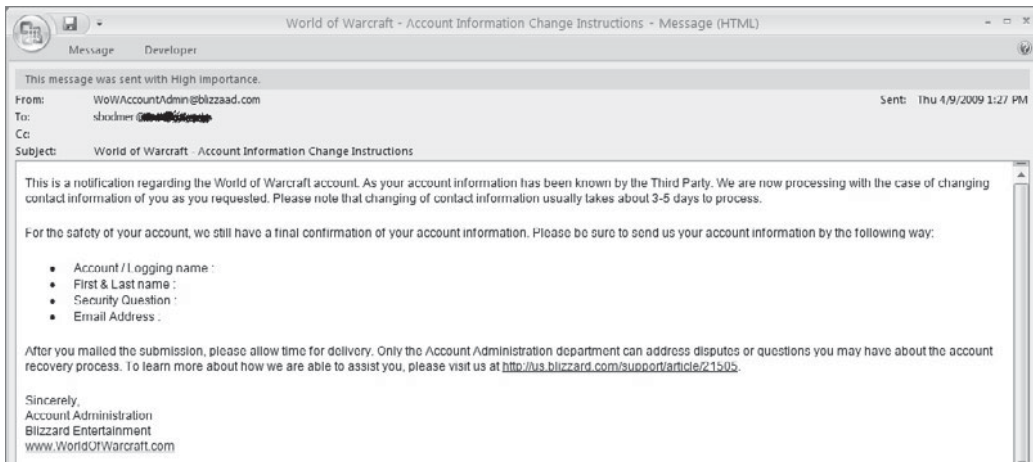 World of Warcraft - Account Information Change Instructions - Message (HTML)
Message Developer
This message was sent with High importance.
From: WoWAccountAdmin@blizzaad.com Sent: Thu 4/9/2009 1:27 PM
To: sbodmer@
Cc:
Subject: World of Warcraft - Account Information Change Instructions
This is a notification regarding the World of Warcraft account. As your account information has been known by the Third Party. We are now processing with the case of changing
contact information of you as you requested. Please note that changing of contact information usually takes about 3-5 days to process.
For the safety of your account, we still have a final confirmation of your account information. Please be sure to send us your account information by the following way:
• Account / Logging name :
• First & Last name :
• Security Question :
• Email Address :
After you mailed the submission, please allow time for delivery. Only the Account Administration department can address disputes or questions you may have about the account
recovery process. To learn more about how we are able to assist you, please visit us at http://us.blizzard.com/support/article/21505.
Sincerely,
Account Administration
Blizzard Entertainment
www.WorldOfWarcraft.com